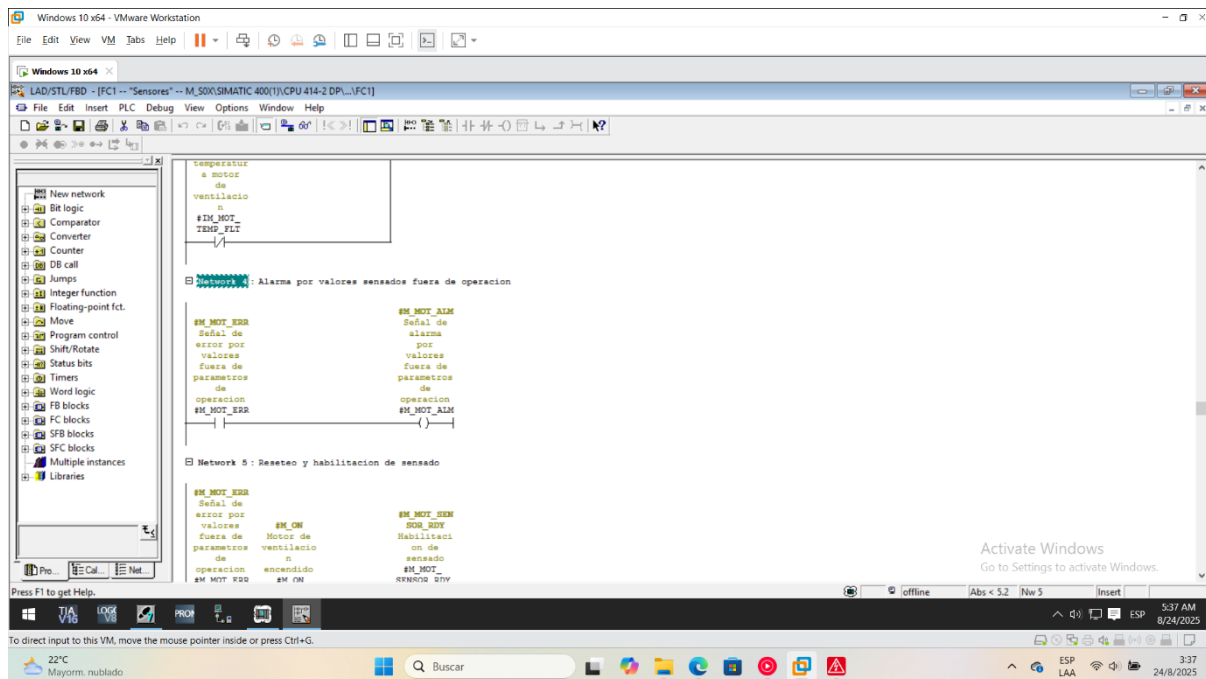 Windows 10 x64 - VMware Workstation
File Edit View VM Tabs Help
Windows 10 x64
LAD/STL/FBD - [FC1 -- "Sensores" -- M_S0X\SIMATIC 400(1)\CPU 414-2 DP\...\FC1]
File Edit Insert PLC Debug View Options Window Help
New network
Bit logic
Comparator
Converter
Counter
DB call
Jumps
Integer function
Floating-point fct.
Move
Program control
Shift/Rotate
Status bits
Timers
Word logic
FB blocks
FC blocks
SFB blocks
SFC blocks
Multiple instances
Libraries
Pro... Cal... Net...
temperatur
a motor
de
ventilacio
n
#IM_MOT_
TEMP_FLT
Network 4 : Alarma por valores sensados fuera de operacion
#M_MOT_ERR
Señal de
error por
valores
fuera de
parametros
de
operacion
#M_MOT_ERR
#M_MOT_ALM
Señal de
alarma
por
valores
fuera de
parametros
de
operacion
#M_MOT_ALM
Network 5 : Reseteo y habilitacion de sensado
#M_MOT_ERR
Señal de
error por
valores
fuera de
parametros
de
operacion
#M_MOT_ERR
#M_ON
Motor de
ventilacio
n
encendido
#M_ON
#M_MOT_SEN
SOR_RDY
Habilitaci
on de
sensado
#M_MOT_
SENSOR_RDY
Activate Windows
Go to Settings to activate Windows.
Press F1 to get Help.
offline Abs < 5.2 Nw 5 Insert
TIA V16
LOGO V8
PRON
ESP
5:37 AM
8/24/2025
To direct input to this VM, move the mouse pointer inside or press Ctrl+G.
22°C
Mayorm. nublado
Buscar
ESP
LAA
3:37
24/8/2025